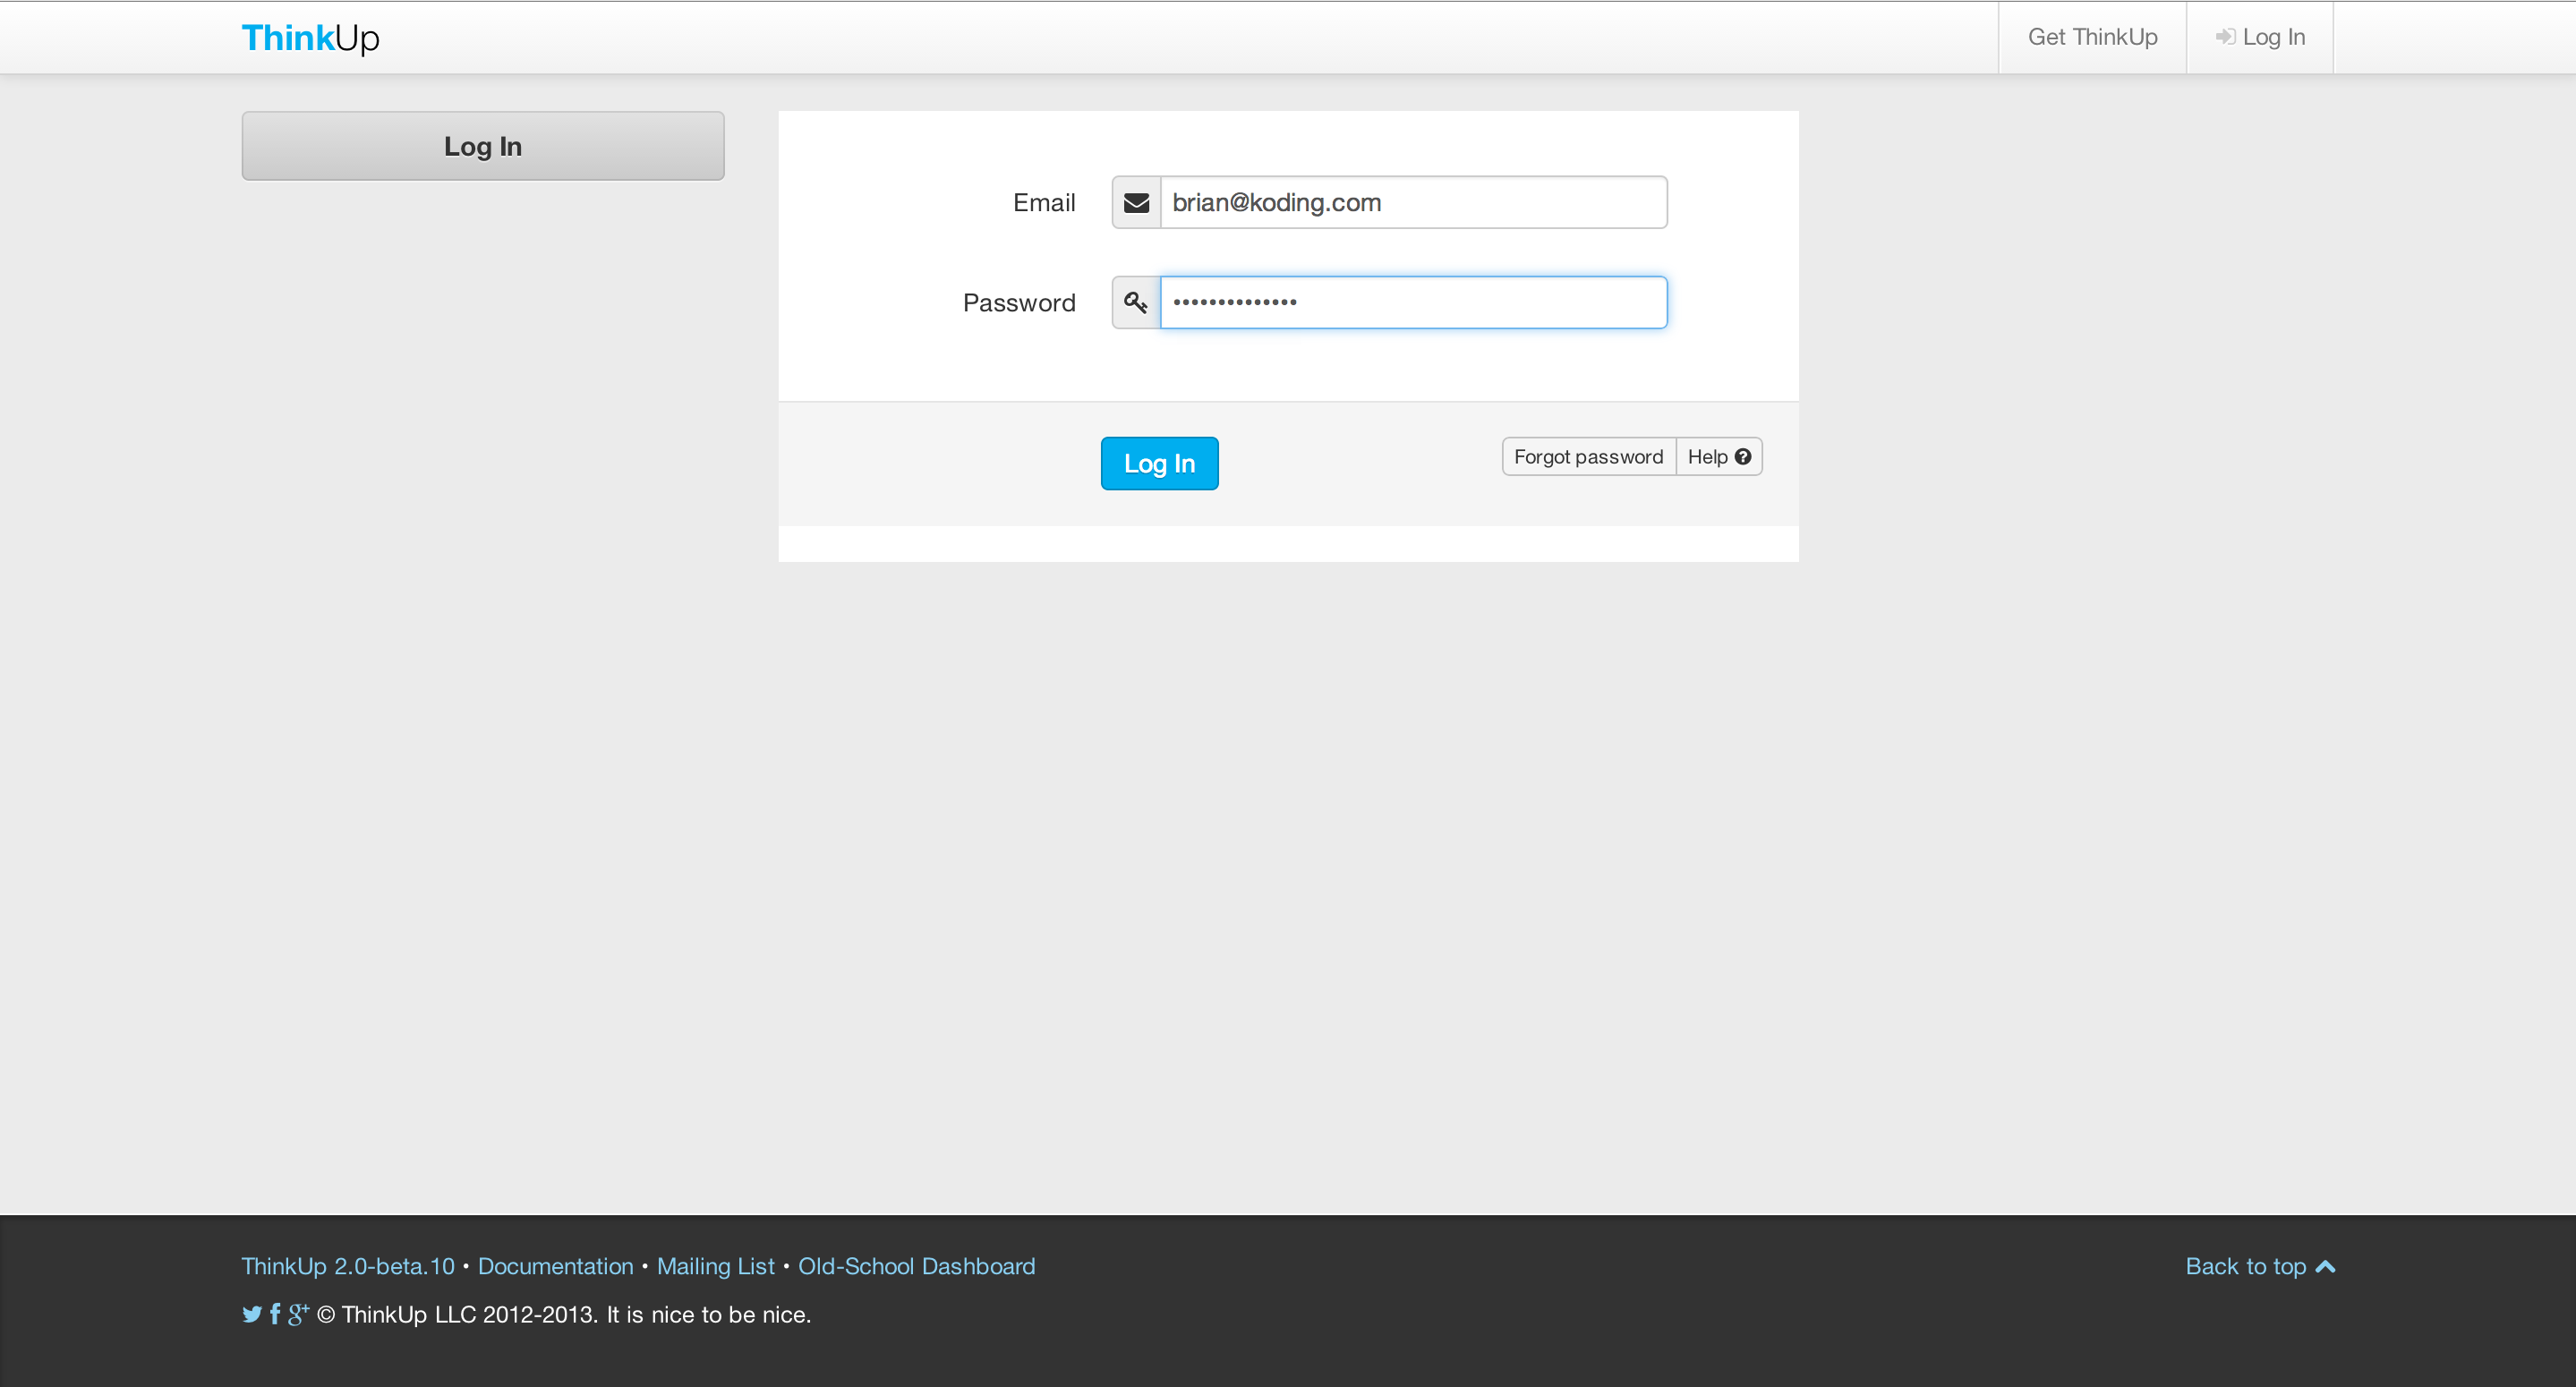 ThinkUp
Get ThinkUp
Log In
Log In
Email
brian@koding.com
Password
••••••••••••••
Log In
Forgot password
Help
ThinkUp 2.0-beta.10 • Documentation • Mailing List • Old-School Dashboard
Back to top
© ThinkUp LLC 2012-2013. It is nice to be nice.